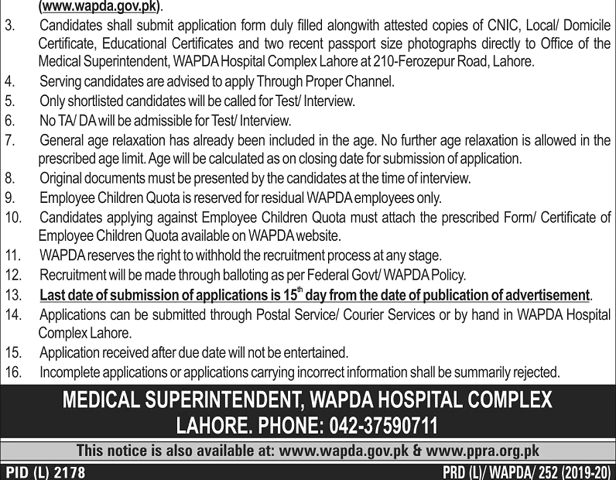 (www.wapda.gov.pk).
3. Candidates shall submit application form duly filled alongwith attested copies of CNIC, Local/ Domicile
Certificate, Educational Certificates and two recent passport size photographs directly to Office of the
Medical Superintendent, WAPDA Hospital Complex Lahore at 210-Ferozepur Road, Lahore.
4. Serving candidates are advised to apply Through Proper Channel.
5. Only shortlisted candidates will be called for Test/ Interview.
6. No TA/ DA will be admissible for Test/ Interview.
7. General age relaxation has already been included in the age. No further age relaxation is allowed in the
prescribed age limit. Age will be calculated as on closing date for submission of application.
8. Original documents must be presented by the candidates at the time of interview.
9. Employee Children Quota is reserved for residual WAPDA employees only.
10. Candidates applying against Employee Children Quota must attach the prescribed Form/ Certificate of
Employee Children Quota available on WAPDA website.
11. WAPDA reserves the right to withhold the recruitment process at any stage.
12. Recruitment will be made through balloting as per Federal Govt/ WAPDA Policy.
13. Last date of submission of applications is 15th day from the date of publication of advertisement.
14. Applications can be submitted through Postal Service/ Courier Services or by hand in WAPDA Hospital
Complex Lahore.
15. Application received after due date will not be entertained.
16. Incomplete applications or applications carrying incorrect information shall be summarily rejected.
MEDICAL SUPERINTENDENT, WAPDA HOSPITAL COMPLEX
LAHORE. PHONE: 042-37590711
This notice is also available at: www.wapda.gov.pk & www.ppra.org.pk
PID (L) 2178 PRD (L)/ WAPDA/ 252 (2019-20)